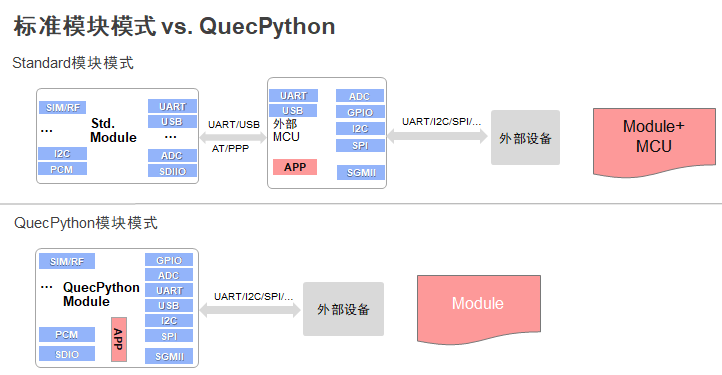 标准模块模式 vs. QuecPython
Standard模块模式
SIM/RF
...
Std.
Module
I2C
PCM
UART
USB
...
ADC
SDIIO
UART/USB
AT/PPP
UART
USB
外部
MCU
APP
ADC
GPIO
I2C
SPI
SGMII
UART/I2C/SPI/...
外部设备
Module+
MCU
QuecPython模块模式
SIM/RF
...
QuecPython
Module
PCM
SDIO
APP
GPIO
ADC
UART
USB
I2C
SPI
SGMII
UART/I2C/SPI/...
外部设备
Module